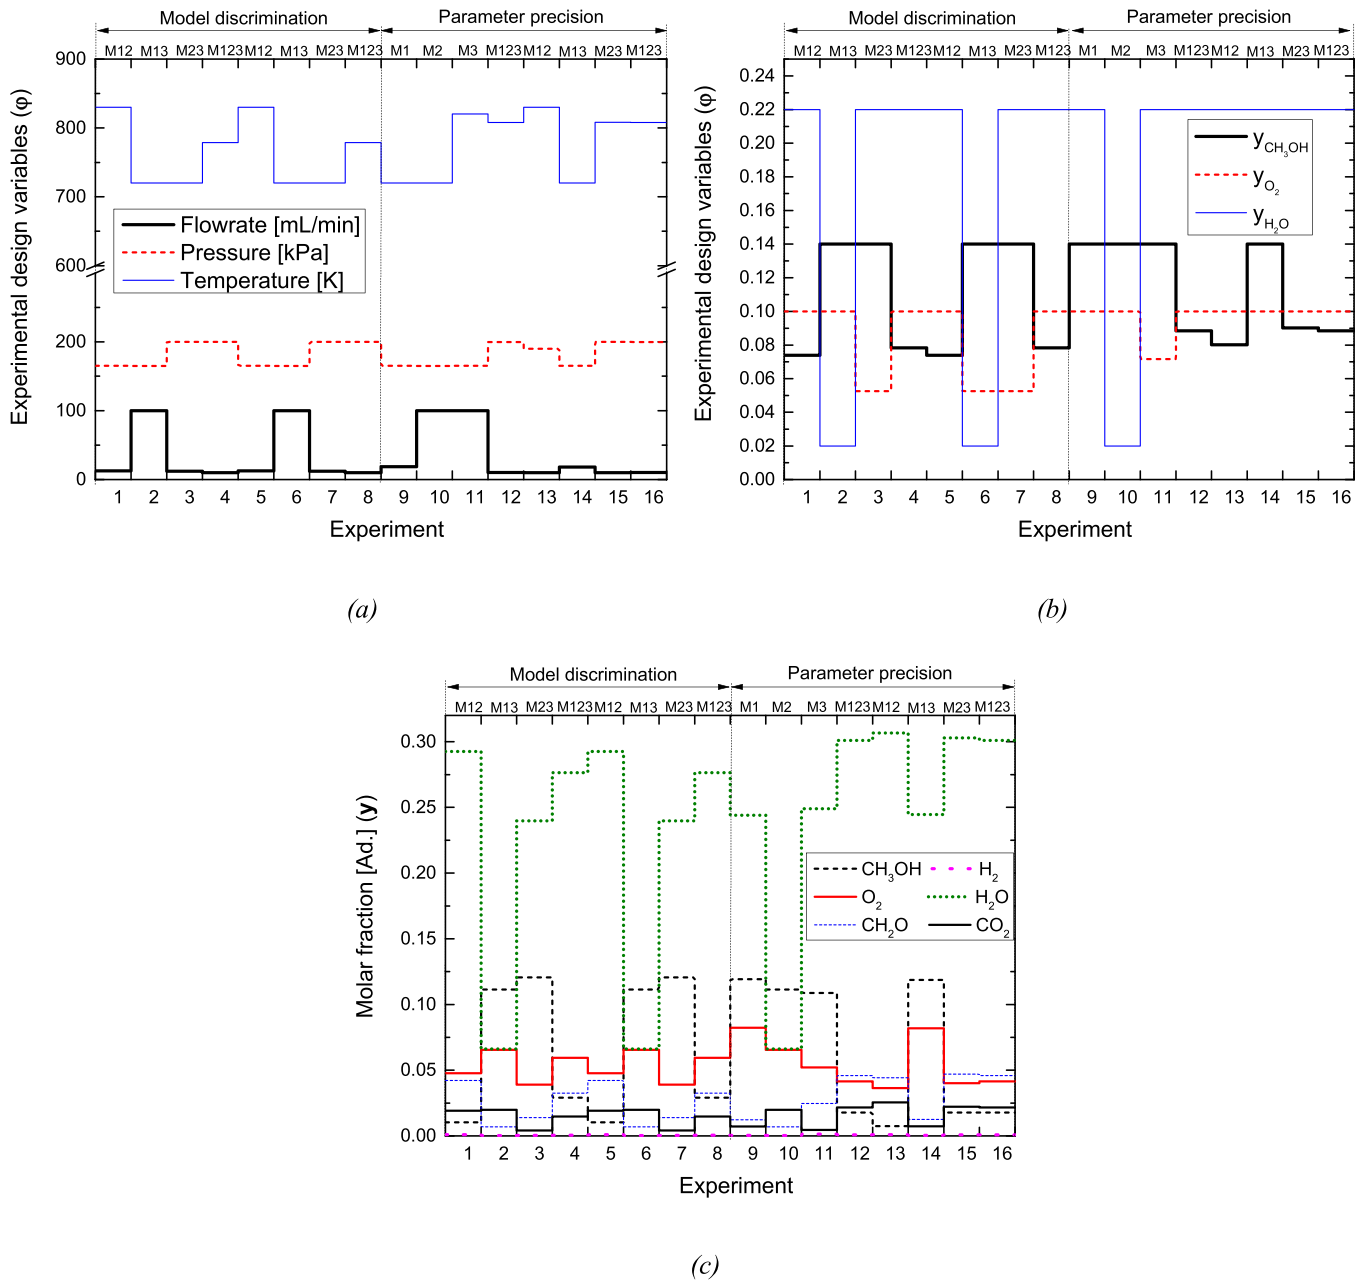 Model discrimination Parameter precision
M12 M13 M23 M123 M12 M13 M23 M123 M1 M2 M3 M123 M12 M13 M23 M123
Experimental design variables (φ)
900
800
700
600
200
100
0
Flowrate [mL/min]
Pressure [kPa]
Temperature [K]
1 2 3 4 5 6 7 8 9 10 11 12 13 14 15 16
Experiment
(a)
Model discrimination Parameter precision
M12 M13 M23 M123 M12 M13 M23 M123 M1 M2 M3 M123 M12 M13 M23 M123
Experimental design variables (φ)
0.24
0.22
0.20
0.18
0.16
0.14
0.12
0.10
0.08
0.06
0.04
0.02
0.00
yCH₃OH
yO₂
yH₂O
1 2 3 4 5 6 7 8 9 10 11 12 13 14 15 16
Experiment
(b)
Model discrimination Parameter precision
M12 M13 M23 M123 M12 M13 M23 M123 M1 M2 M3 M123 M12 M13 M23 M123
Molar fraction [Ad.] (y)
0.30
0.25
0.20
0.15
0.10
0.05
0.00
CH₃OH H₂
O₂ H₂O
CH₂O CO₂
1 2 3 4 5 6 7 8 9 10 11 12 13 14 15 16
Experiment
(c)